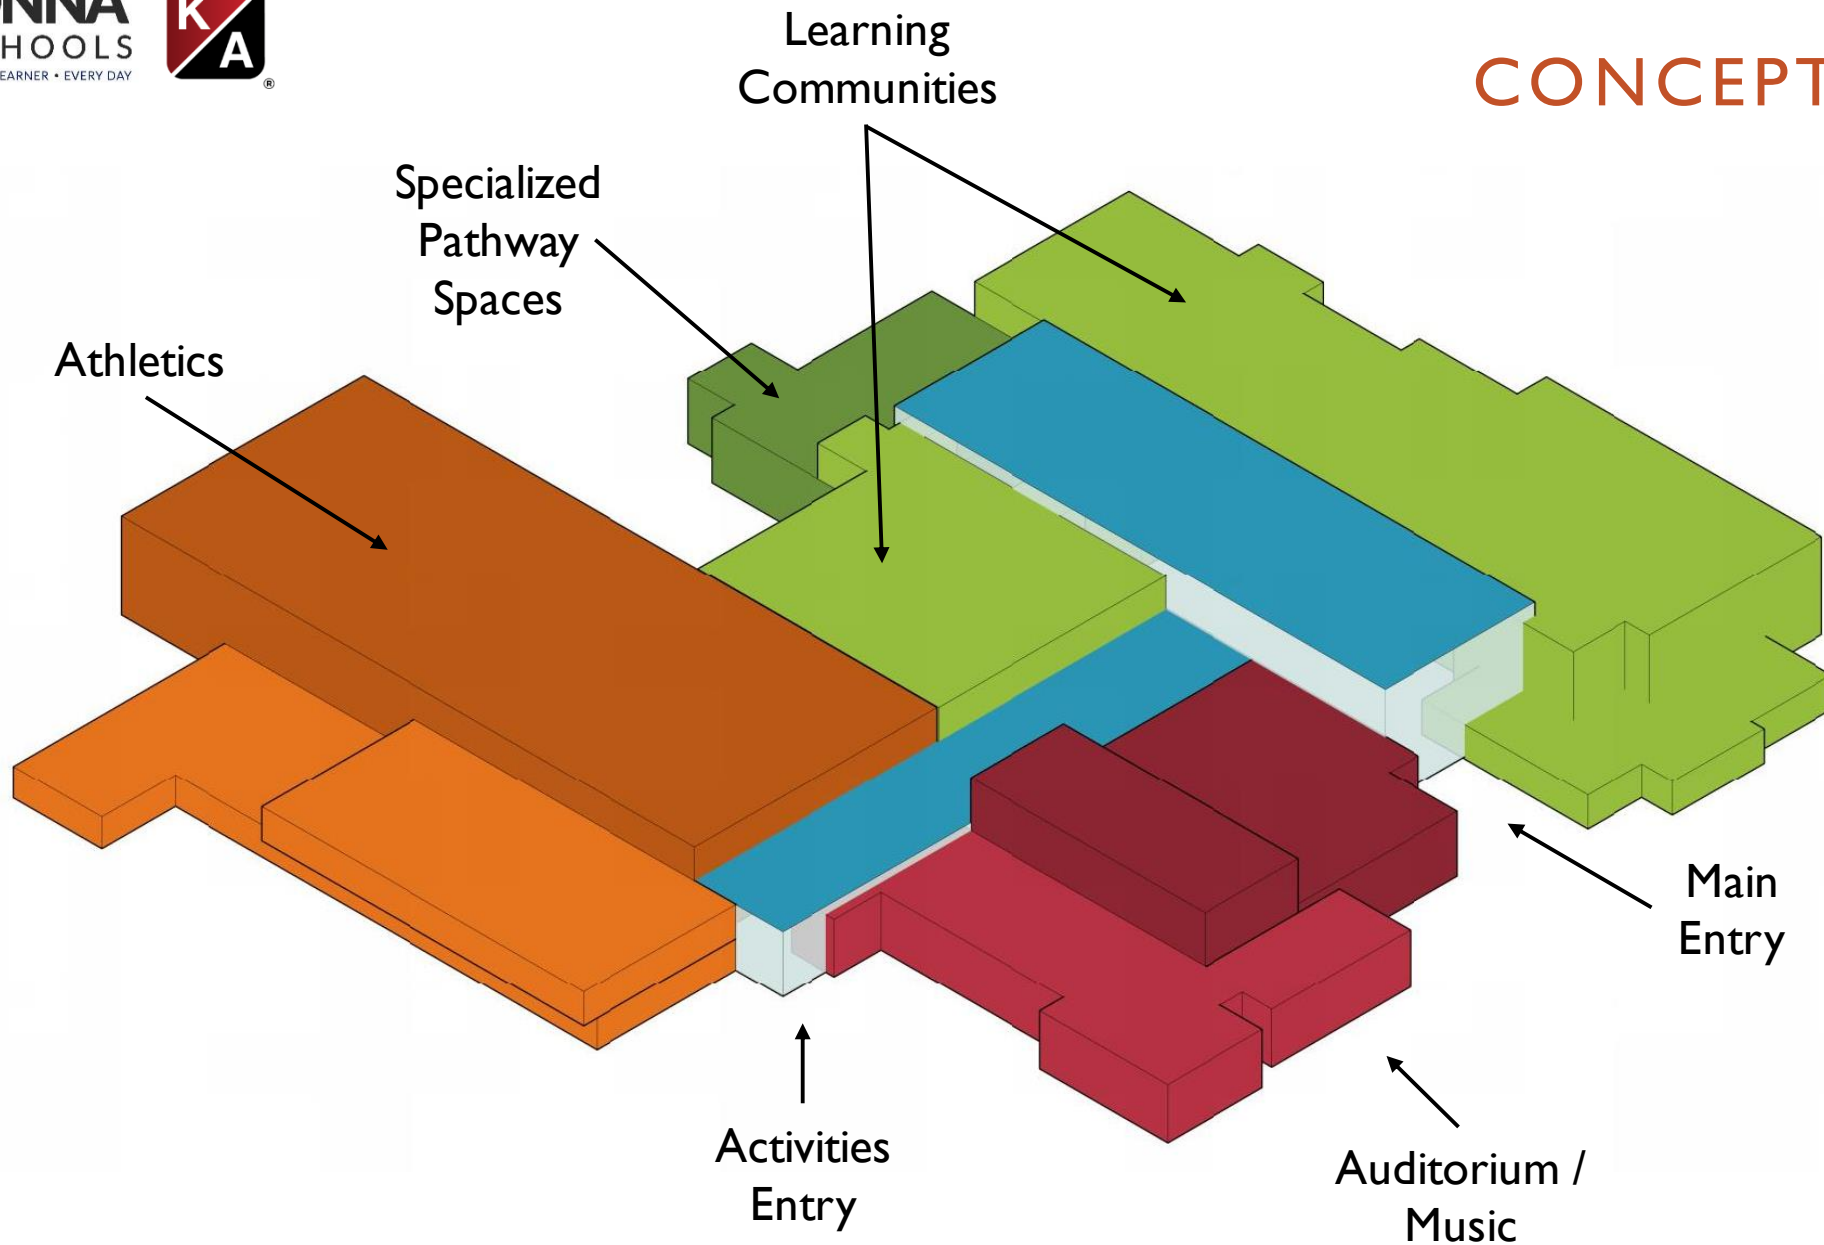 HOOLS
EARNER • EVERY DAY
K
A
®
CONCEPT
Learning
Communities
Specialized
Pathway
Spaces
Athletics
Main
Entry
Activities
Entry
Auditorium /
Music